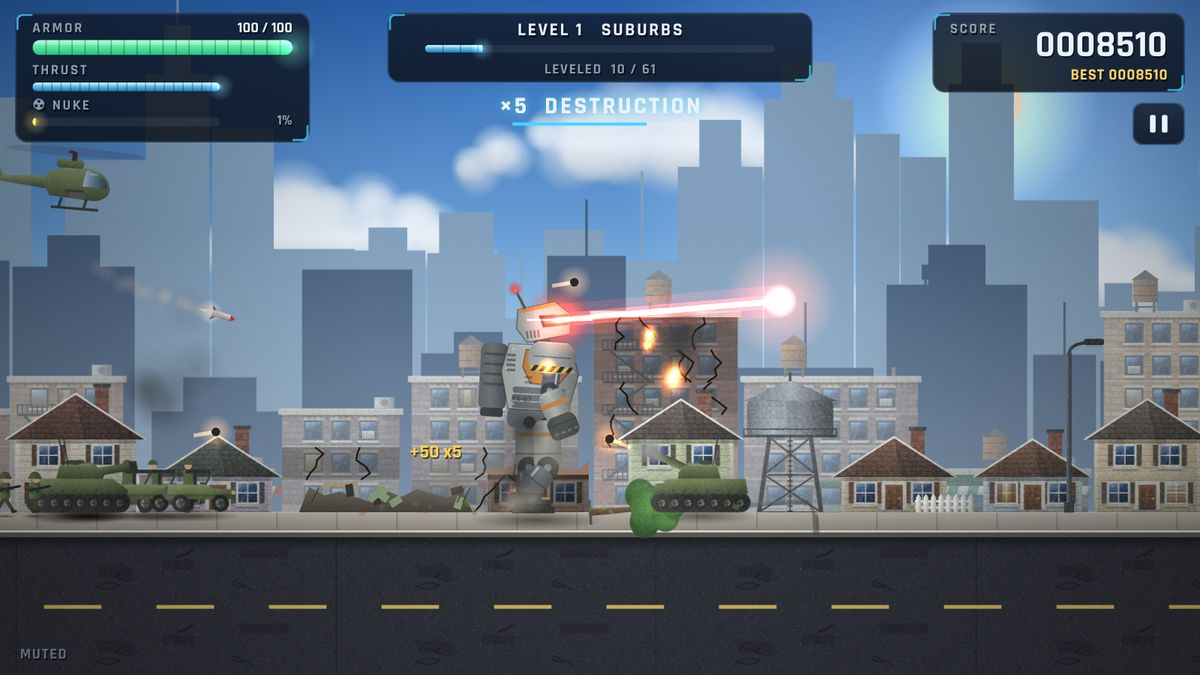 ARMOR 100 / 100
THRUST
NUKE
1%
LEVEL 1 SUBURBS
LEVELED 10 / 61
×5 DESTRUCTION
SCORE 0008510
BEST 0008510
+50 x5
MUTED